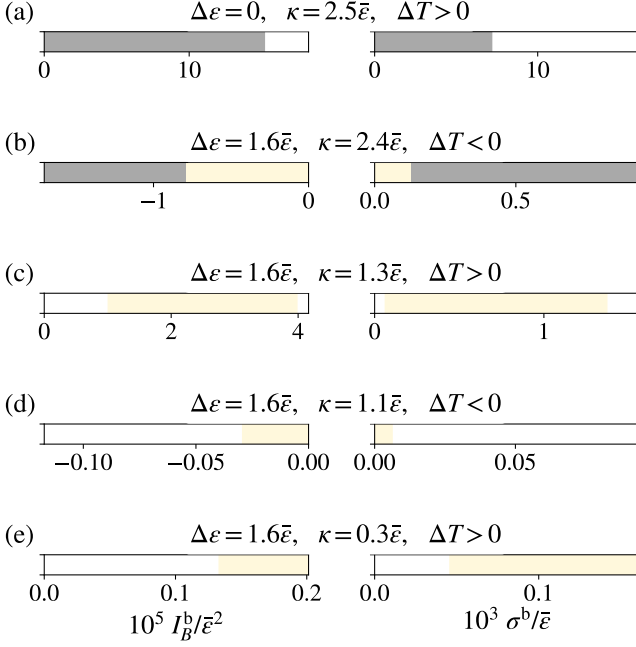 (a) Δε = 0, κ = 2.5ε̄, ΔT > 0
0 10 0 10
(b) Δε = 1.6ε̄, κ = 2.4ε̄, ΔT < 0
−1 0 0.0 0.5
(c) Δε = 1.6ε̄, κ = 1.3ε̄, ΔT > 0
0 2 4 0 1
(d) Δε = 1.6ε̄, κ = 1.1ε̄, ΔT < 0
−0.10 −0.05 0.00 0.00 0.05
(e) Δε = 1.6ε̄, κ = 0.3ε̄, ΔT > 0
0.0 0.1 0.2 0.0 0.1
10⁵ I_B^b/ε̄² 10³ σ^b/ε̄